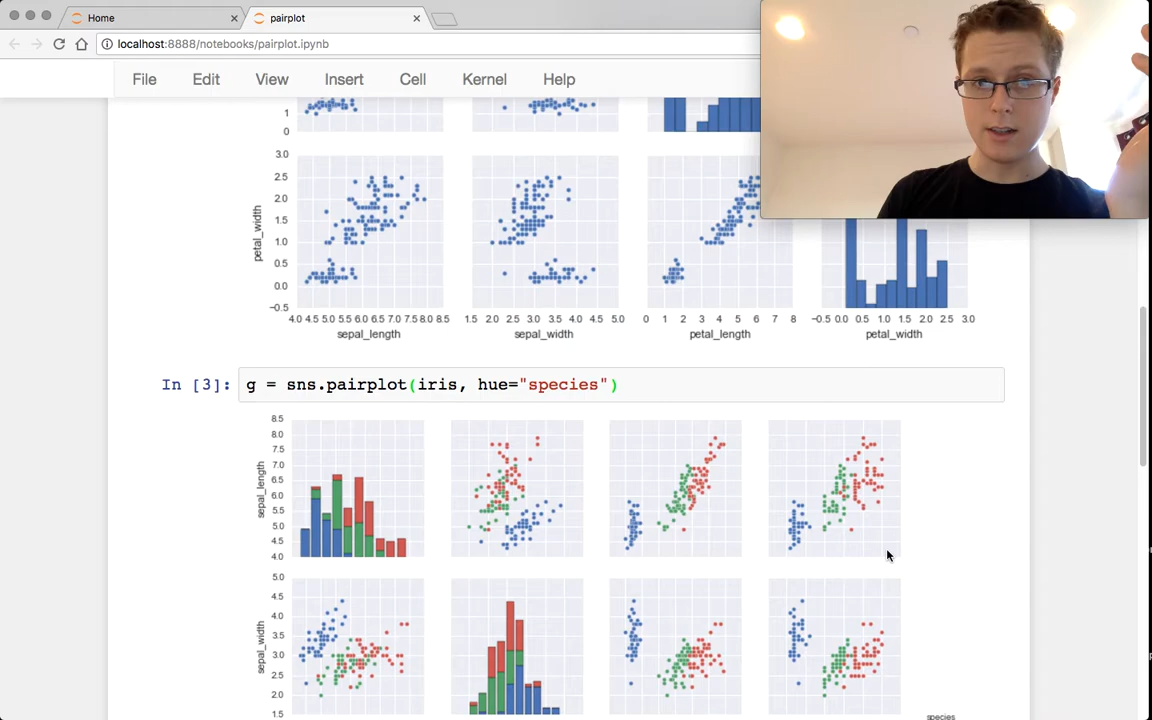 Home
pairplot
localhost:8888/notebooks/pairplot.ipynb
File Edit View Insert Cell Kernel Help
1
0
3.0
2.5
2.0
1.5
1.0
0.5
0.0
−0.5
petal_width
4.0 4.5 5.0 5.5 6.0 6.5 7.0 7.5 8.0 8.5
1.5 2.0 2.5 3.0 3.5 4.0 4.5 5.0
0 1 2 3 4 5 6 7 8
−0.5 0.0 0.5 1.0 1.5 2.0 2.5 3.0
sepal_length sepal_width petal_length petal_width
In [3]: g = sns.pairplot(iris, hue="species")
8.5
8.0
7.5
7.0
6.5
6.0
5.5
5.0
4.5
4.0
sepal_length
5.0
4.5
4.0
3.5
3.0
2.5
2.0
1.5
sepal_width
species